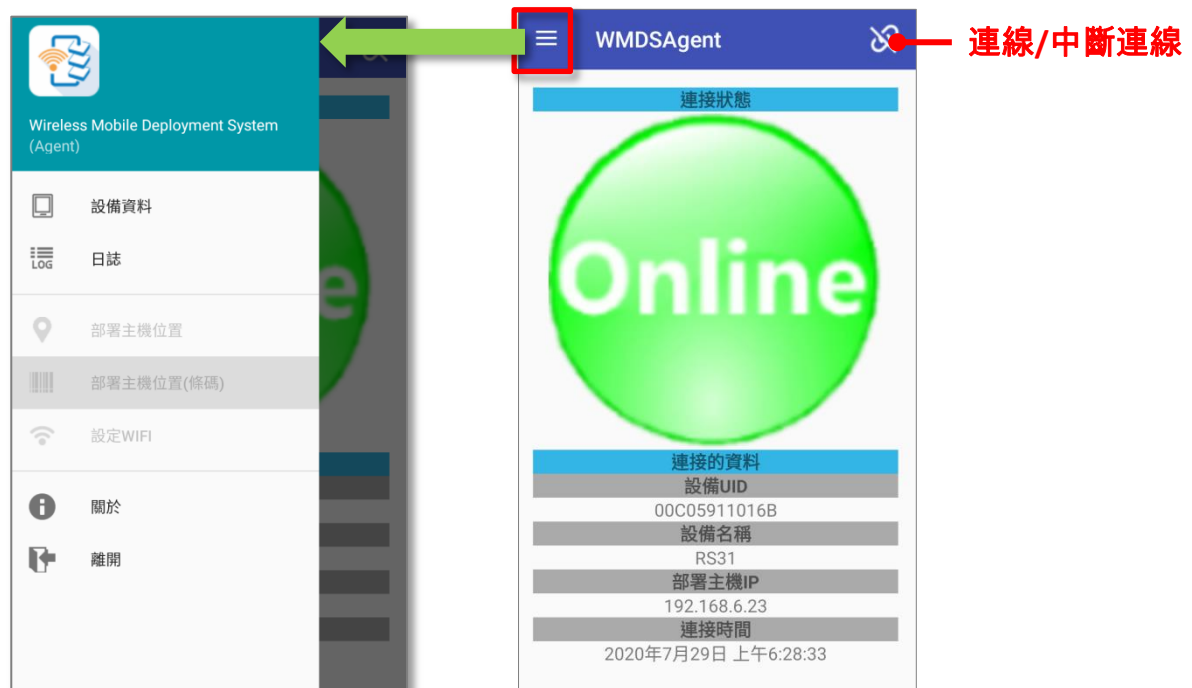 Wireless Mobile Deployment System
(Agent)
設備資料
LOG
日誌
部署主機位置
部署主機位置(條碼)
設定WIFI
關於
離開
WMDSAgent
連線/中斷連線
連接狀態
Online
連接的資料
設備UID
00C05911016B
設備名稱
RS31
部署主機IP
192.168.6.23
連接時間
2020年7月29日 上午6:28:33
e